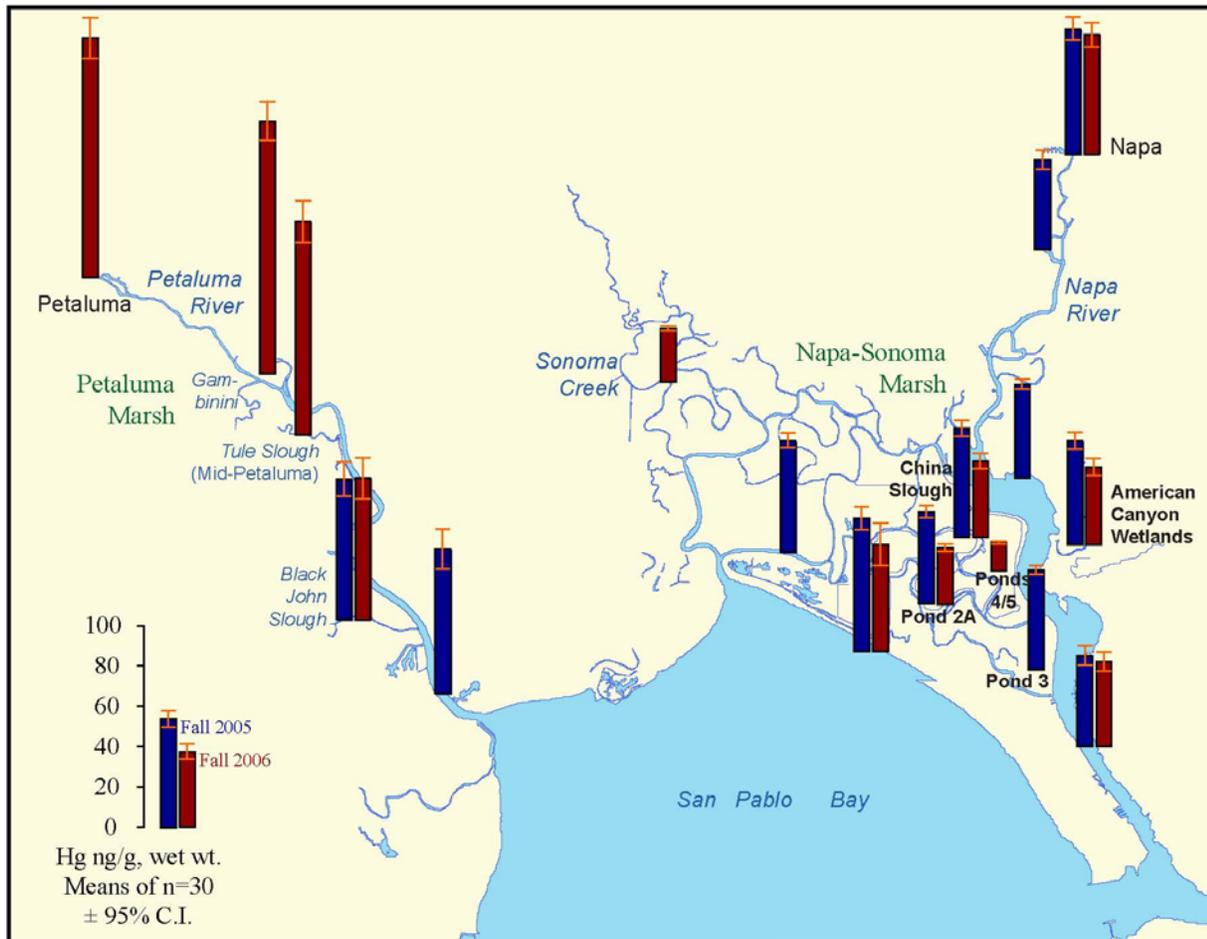 Napa
Petaluma
River
Petaluma
Napa
River
Petaluma
Marsh
Gam-
binini
Sonoma
Creek
Napa-Sonoma
Marsh
Tule Slough
(Mid-Petaluma)
China
Slough
American
Canyon
Wetlands
Black
John
Slough
Ponds
4/5
Pond 2A
Pond 3
100
80
60
40
20
0
Fall 2005
Fall 2006
San Pablo Bay
Hg ng/g, wet wt.
Means of n=30
± 95% C.I.